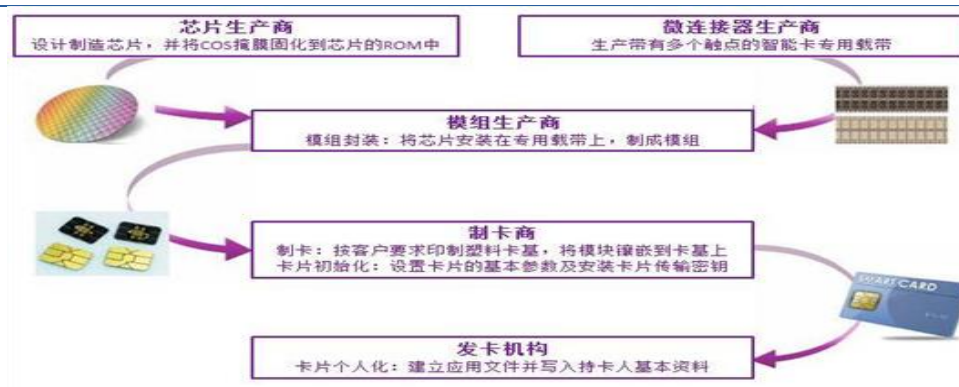 芯片生产商
设计制造芯片，并将COS掩膜固化到芯片的ROM中
微连接器生产商
生产带有多个触点的智能卡专用载带
模组生产商
模组封装：将芯片安装在专用载带上，制成模组
制卡商
制卡：按客户要求印制塑料卡基，将模块镶嵌到卡基上
卡片初始化：设置卡片的基本参数及安装卡片传输密钥
SMARTCARD
发卡机构
卡片个人化：建立应用文件并写入持卡人基本资料